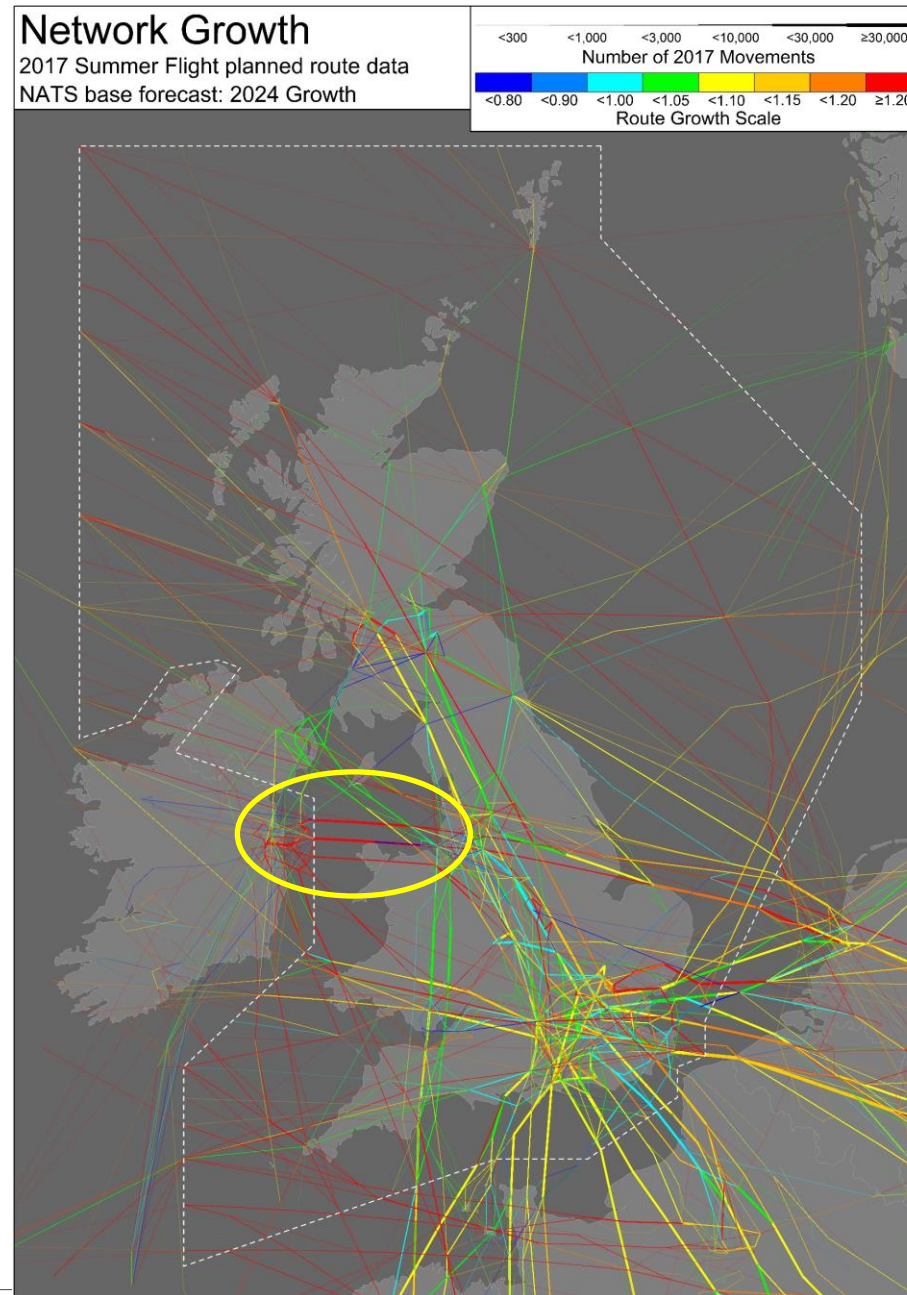 Network Growth
2017 Summer Flight planned route data
NATS base forecast: 2024 Growth
<300 <1,000 <3,000 <10,000 <30,000 ≥30,000
Number of 2017 Movements
<0.80 <0.90 <1.00 <1.05 <1.10 <1.15 <1.20 ≥1.20
Route Growth Scale